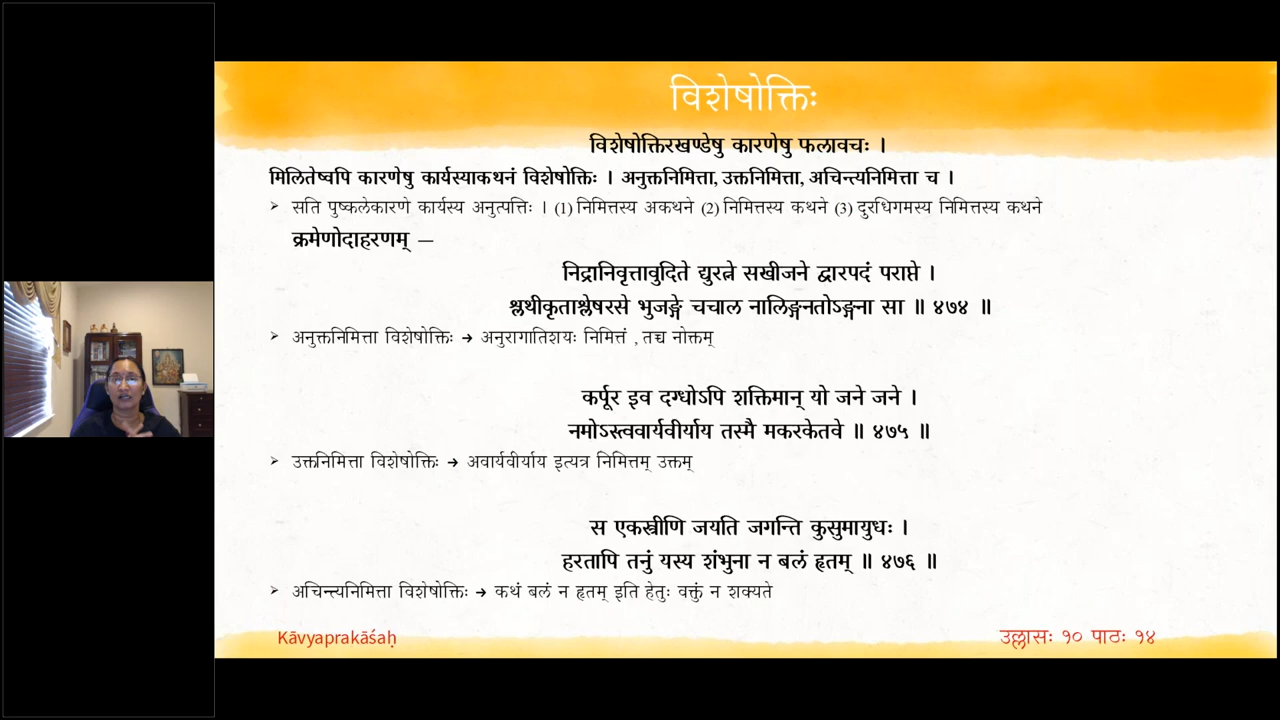 विशेषोक्तिः
विशेषोक्तिरखण्डेषु कारणेषु फलावचः ।
मिलितेष्वपि कारणेषु कार्यस्याकथनं विशेषोक्तिः । अनुक्तनिमित्ता, उक्तनिमित्ता, अचिन्त्यनिमित्ता च ।
➢ सति पुष्कलेकारणे कार्यस्य अनुत्पत्तिः । (1) निमित्तस्य अकथने (2) निमित्तस्य कथने (3) दुरधिगमस्य निमित्तस्य कथने
क्रमेणोदाहरणम् —
निद्रानिवृत्तावुदिते द्युरत्ने सखीजने द्वारपदं पराप्ते ।
श्लथीकृताश्लेषरसे भुजङ्गे चचाल नालिङ्गनतोऽङ्गना सा ॥ ४७४ ॥
➢ अनुक्तनिमित्ता विशेषोक्तिः → अनुरागातिशयः निमित्तं , तच्च नोक्तम्
कर्पूर इव दग्धोऽपि शक्तिमान् यो जने जने ।
नमोऽस्त्ववार्यवीर्याय तस्मै मकरकेतवे ॥ ४७५ ॥
➢ उक्तनिमित्ता विशेषोक्तिः → अवार्यवीर्याय इत्यत्र निमित्तम् उक्तम्
स एकस्त्रीणि जयति जगन्ति कुसुमायुधः ।
हरतापि तनुं यस्य शंभुना न बलं हृतम् ॥ ४७६ ॥
➢ अचिन्त्यनिमित्ता विशेषोक्तिः → कथं बलं न हृतम् इति हेतुः वक्तुं न शक्यते
Kāvyaprakāśaḥ
उल्लासः १० पाठः १४